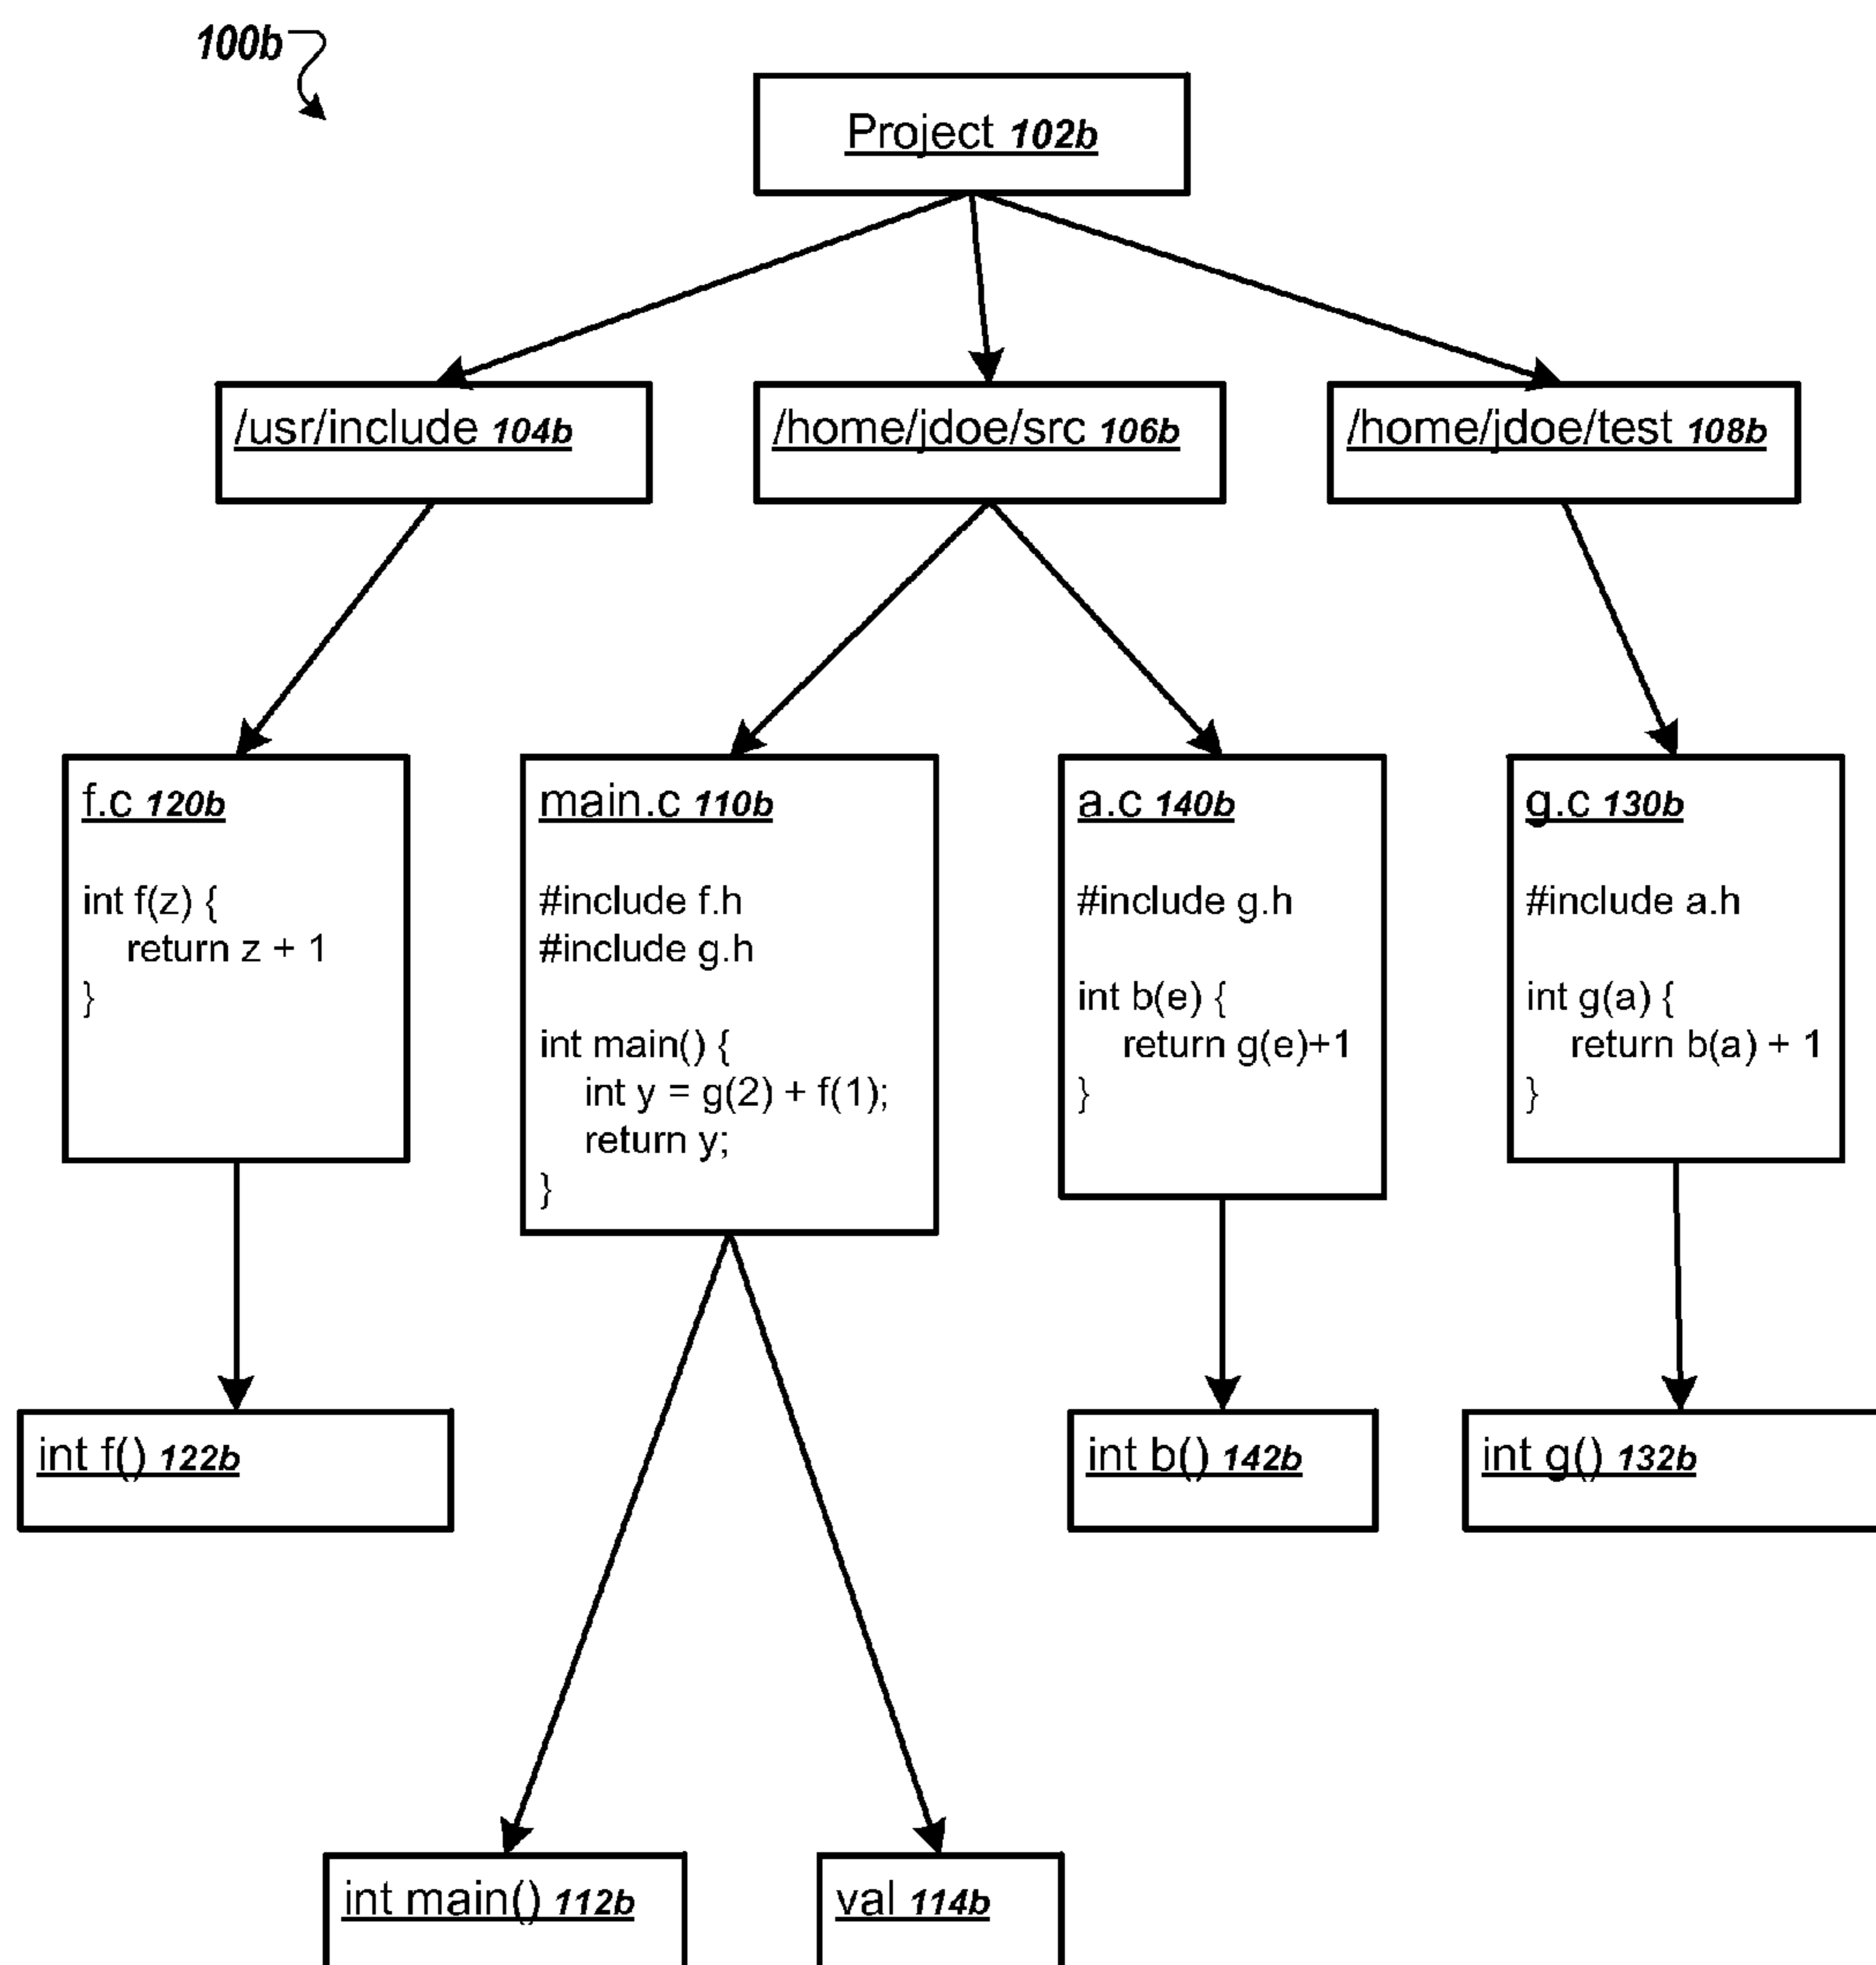 100b
Project 102b
/usr/include 104b
/home/jdoe/src 106b
/home/jdoe/test 108b
f.c 120b
int f(z) {
return z + 1
}
main.c 110b
#include f.h
#include g.h
int main() {
int y = g(2) + f(1);
return y;
}
a.c 140b
#include g.h
int b(e) {
return g(e)+1
}
g.c 130b
#include a.h
int g(a) {
return b(a) + 1
}
int f() 122b
int b() 142b
int g() 132b
int main() 112b
val 114b